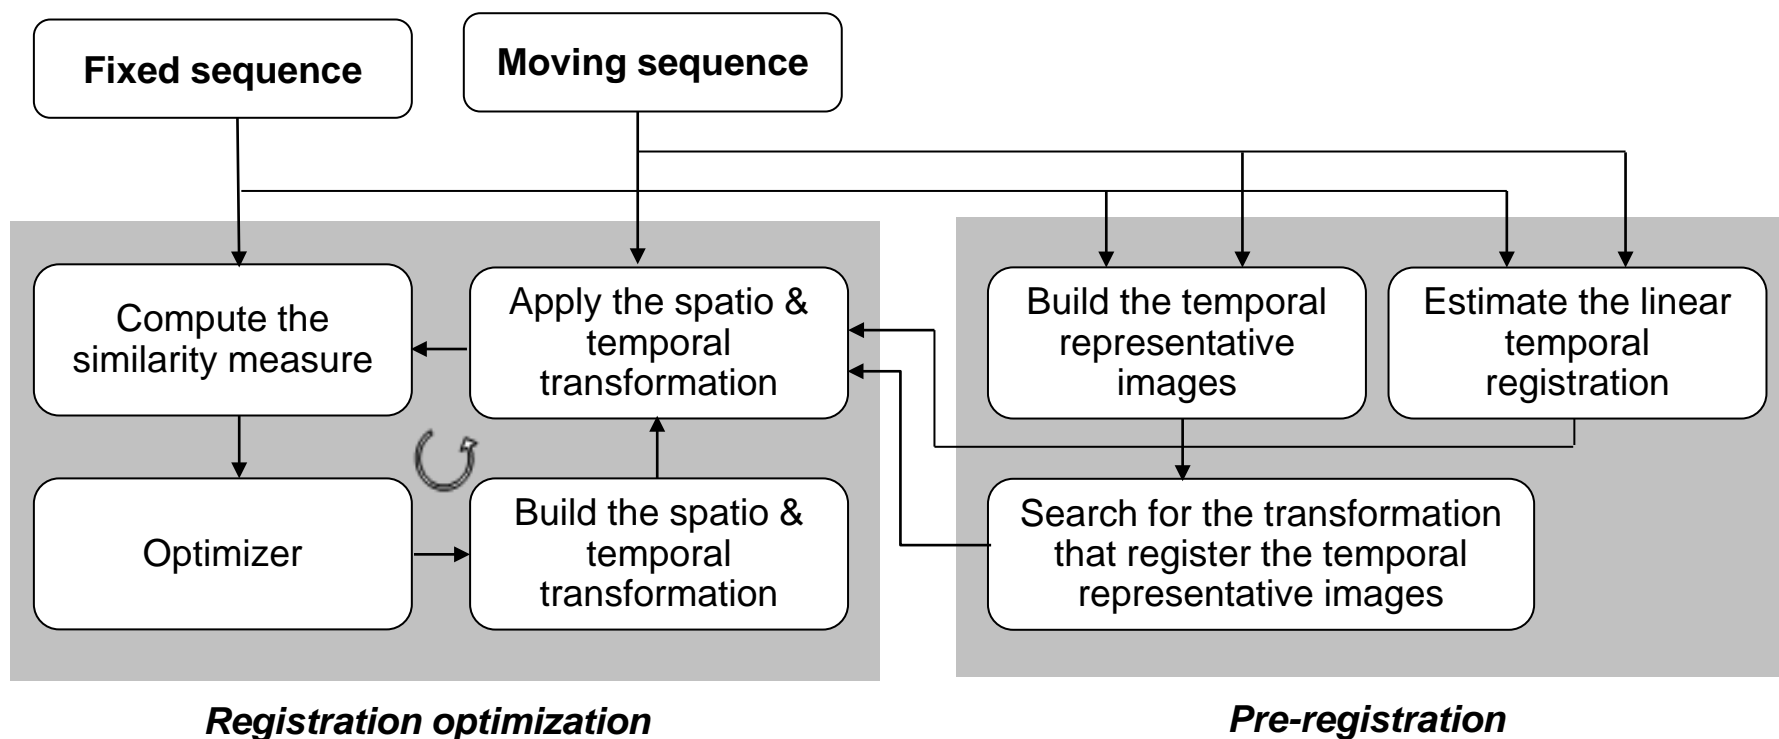 Fixed sequence
Moving sequence
Compute the
similarity measure
Apply the spatio &
temporal
transformation
Build the temporal
representative
images
Estimate the linear
temporal
registration
Optimizer
Build the spatio &
temporal
transformation
Search for the transformation
that register the temporal
representative images
Registration optimization
Pre-registration